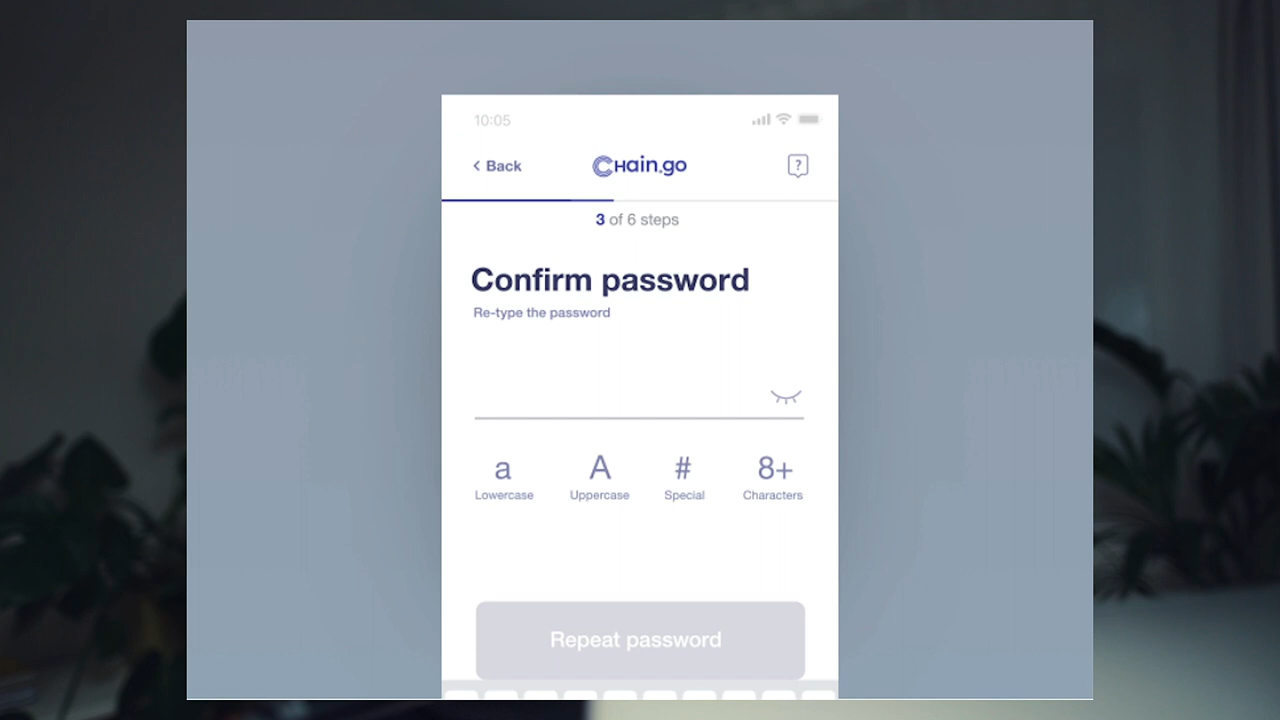 10:05
< Back
CHain.go
?
3 of 6 steps
Confirm password
Re-type the password
a
A
#
8+
Lowercase
Uppercase
Special
Characters
Repeat password